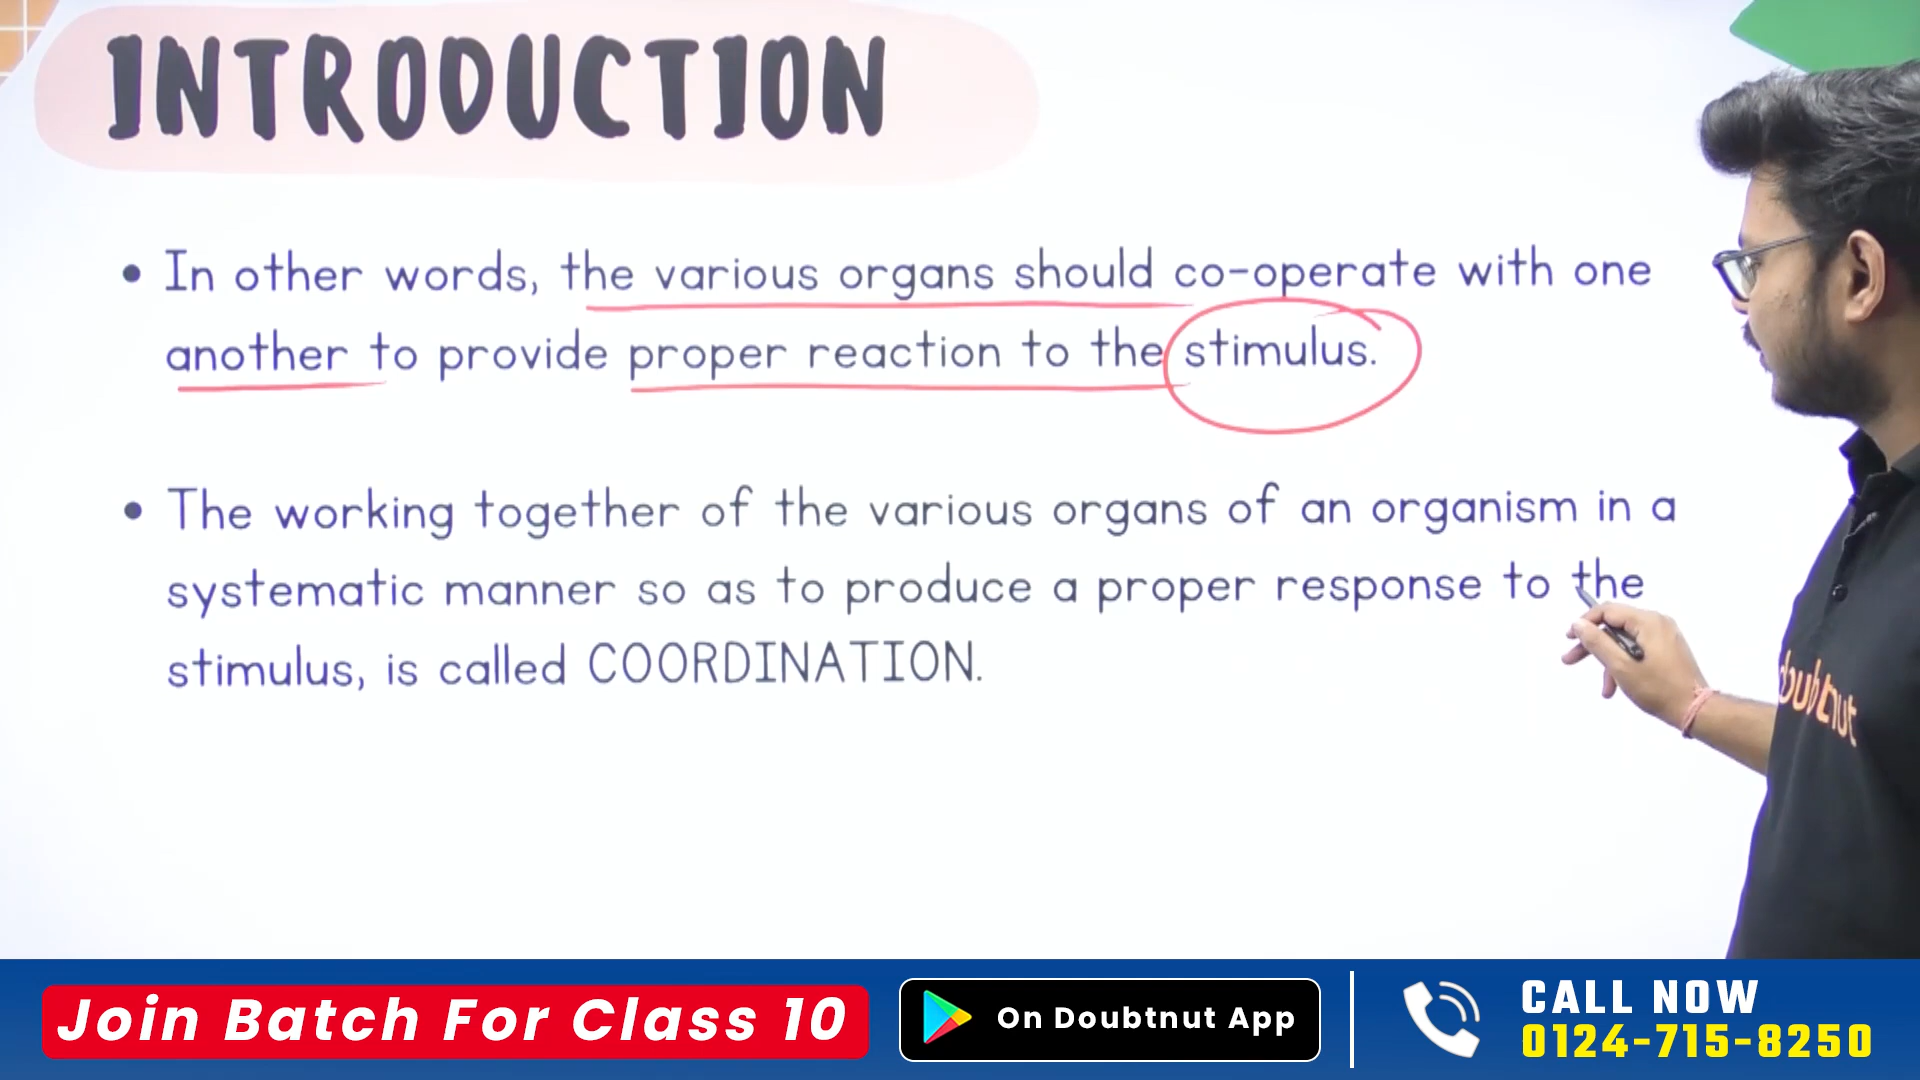 INTRODUCTION
• In other words, the various organs should co-operate with one
another to provide proper reaction to the stimulus.
• The working together of the various organs of an organism in a
systematic manner so as to produce a proper response to the
stimulus, is called COORDINATION.
doubtnut
Join Batch For Class 10
On Doubtnut App
CALL NOW
0124-715-8250